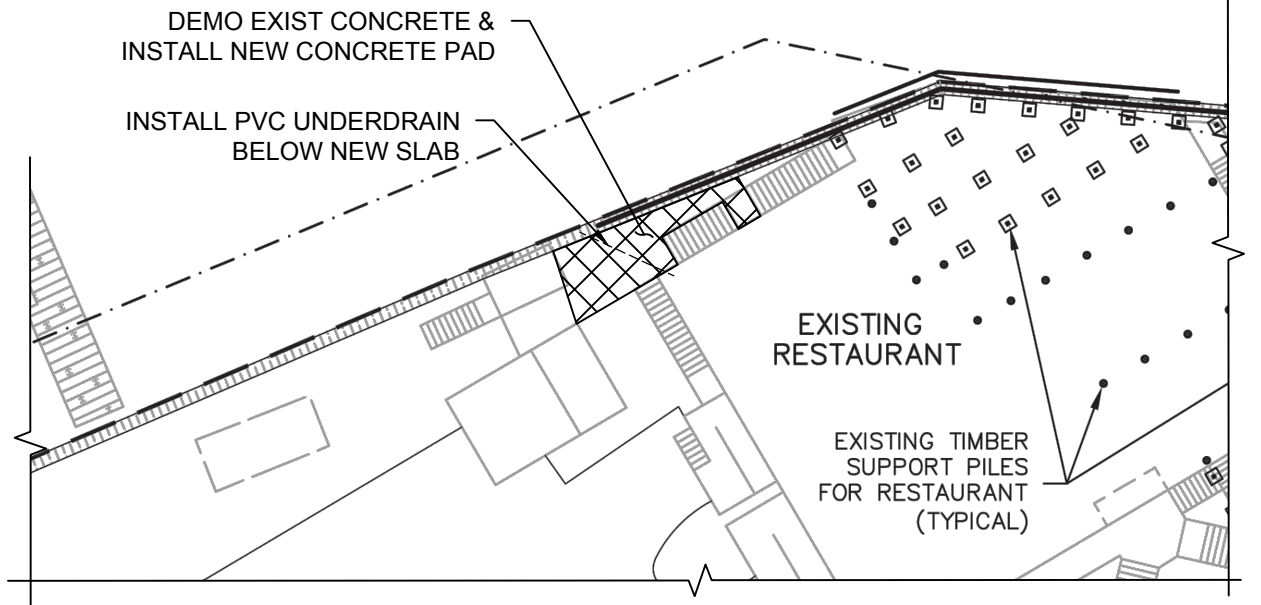 DEMO EXIST CONCRETE &
INSTALL NEW CONCRETE PAD
INSTALL PVC UNDERDRAIN
BELOW NEW SLAB
EXISTING
RESTAURANT
EXISTING TIMBER
SUPPORT PILES
FOR RESTAURANT
(TYPICAL)